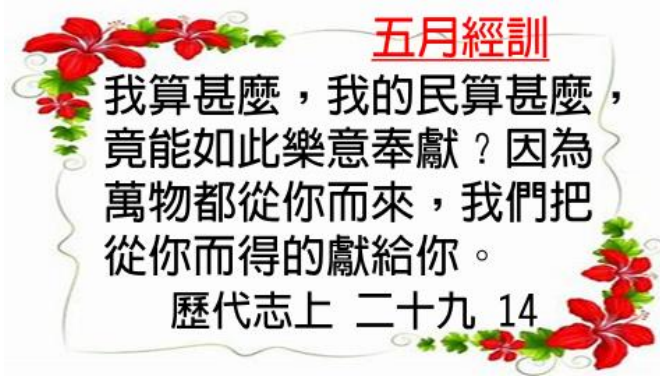 五月經訓
我算甚麼，我的民算甚麼，
竟能如此樂意奉獻？因為
萬物都從你而來，我們把
從你而得的獻給你。
歷代志上 二十九 14